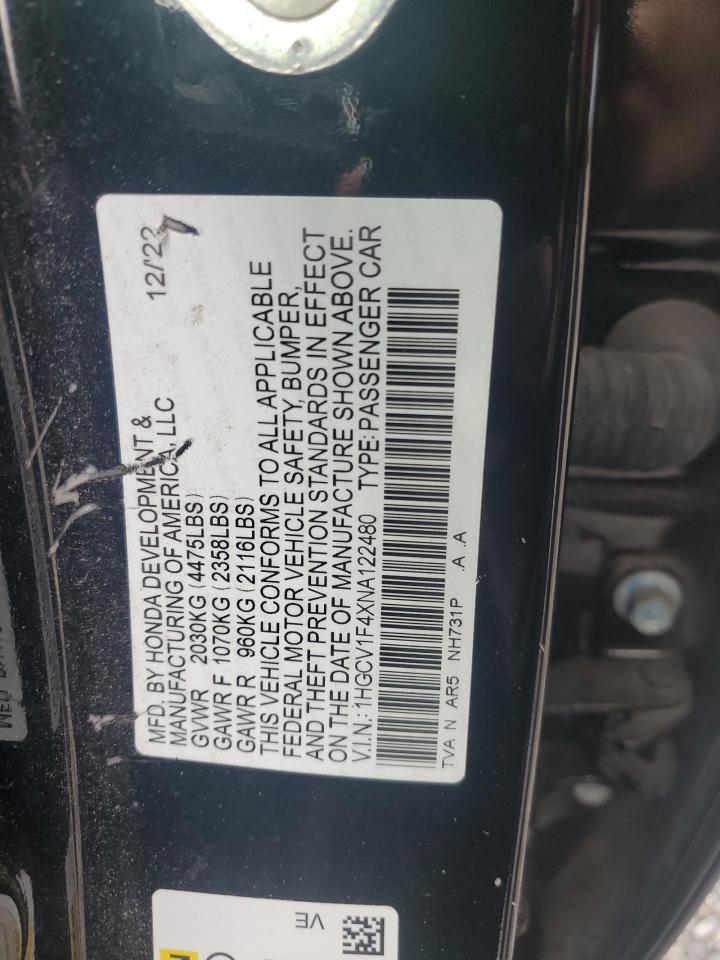 MFD. BY HONDA DEVELOPMENT & 12/22
MANUFACTURING OF AMERICA, LLC
GVWR 2030KG (4475LBS)
GAWR F 1070KG (2358LBS)
GAWR R 960KG (2116LBS)
THIS VEHICLE CONFORMS TO ALL APPLICABLE
FEDERAL MOTOR VEHICLE SAFETY, BUMPER,
AND THEFT PREVENTION STANDARDS IN EFFECT
ON THE DATE OF MANUFACTURE SHOWN ABOVE.
V.I.N.: 1HGCV1F4XNA122480 TYPE: PASSENGER CAR
TVA N AR5 NH731P .A .A
VE